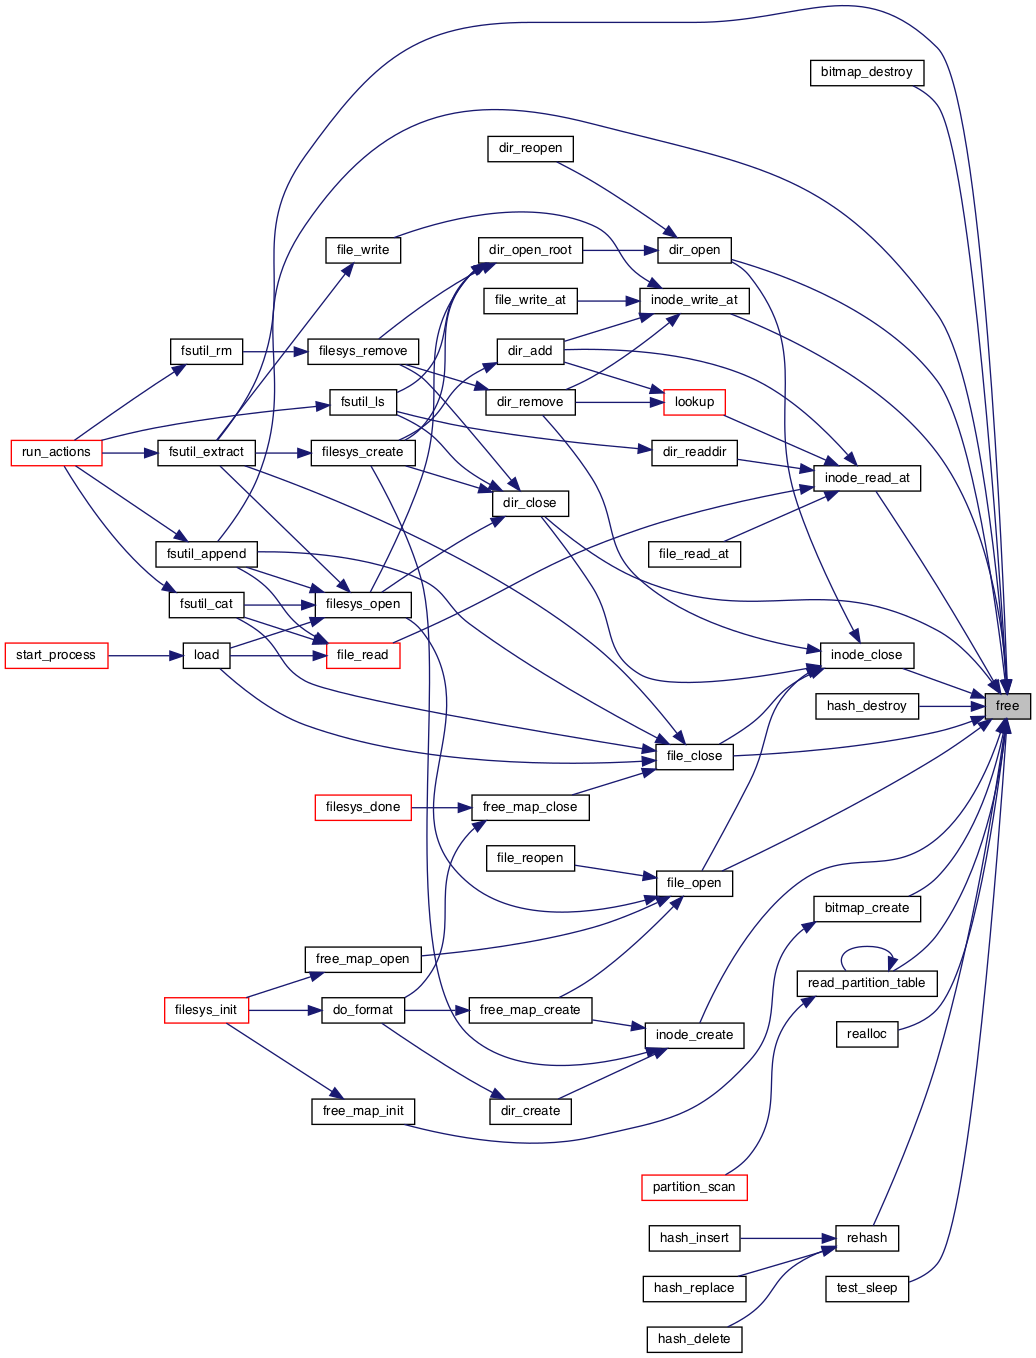 bitmap_destroy
dir_reopen
file_write
dir_open_root
dir_open
file_write_at
inode_write_at
fsutil_rm
filesys_remove
dir_add
fsutil_ls
dir_remove
lookup
run_actions
fsutil_extract
filesys_create
dir_readdir
inode_read_at
dir_close
fsutil_append
file_read_at
fsutil_cat
filesys_open
start_process
load
file_read
inode_close
hash_destroy
free
file_close
filesys_done
free_map_close
file_reopen
file_open
bitmap_create
free_map_open
read_partition_table
filesys_init
do_format
free_map_create
inode_create
realloc
free_map_init
dir_create
partition_scan
hash_insert
rehash
hash_replace
test_sleep
hash_delete